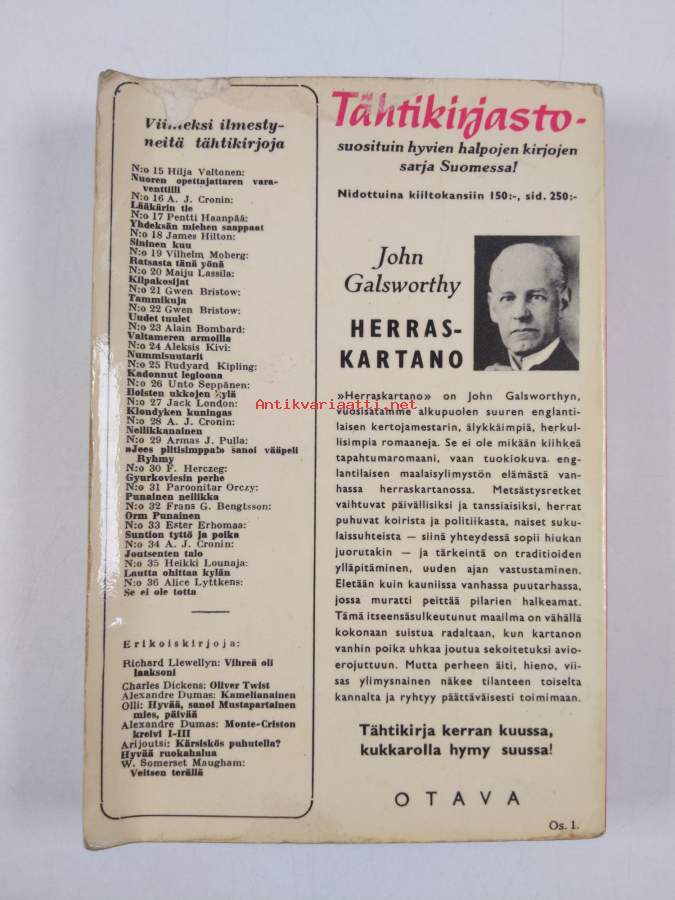 Viimeksi ilmesty-
neitä tähtikirjoja
N:o 15 Hilja Valtonen:
Nuoren opettajattaren vara-
venttiili
N:o 16 A. J. Cronin:
Lääkärin tie
N:o 17 Pentti Haanpää:
Yhdeksän miehen saappaat
N:o 18 James Hilton:
Sininen kuu
N:o 19 Vilhelm Moberg:
Ratsasta tänä yönä
N:o 20 Maiju Lassila:
Kilpakosijat
N:o 21 Gwen Bristow:
Tammikuja
N:o 22 Gwen Bristow:
Uudet tuulet
N:o 23 Alain Bombard:
Valtameren armoilla
N:o 24 Aleksis Kivi:
Nummisuutarit
N:o 25 Rudyard Kipling:
Kadonnut legioona
N:o 26 Unto Seppänen:
Iloisten ukkojen kylä
N:o 27 Jack London:
Klondyken kuningas
N:o 28 A. J. Cronin:
Neilikkanainen
N:o 29 Armas J. Pulla:
»Jees plitisimppat» sanoi vääpeli
Ryhmy
N:o 30 F. Herczeg:
Gyurkoviesin perhe
N:o 31 Paroonitar Orczy:
Punainen neilikka
N:o 32 Frans G. Bengtsson:
Orm Punainen
N:o 33 Ester Erhomaa:
Suntion tyttö ja poika
N:o 34 A. J. Cronin:
Joutsenten talo
N:o 35 Heikki Lounaja:
Lautta ohittaa kylän
N:o 36 Alice Lyttkens:
Se ei ole totta
Erikoiskirjoja:
Richard Llewellyn: Vihreä oli
laaksoni
Charles Dickens: Oliver Twist
Alexandre Dumas: Kamelianainen
Olli: Hyvää, sanoi Mustapartainen
mies, päivää
Alexandre Dumas: Monte-Criston
kreivi I-III
Arijoutsi: Kärsiskös puhutella?
Hyvää ruokahalua
W. Somerset Maugham:
Veitsen terällä
Tähtikirjasto-
suosituin hyvien halpojen kirjojen
sarja Suomessa!
Nidottuina kiiltokansiin 150:-, sid. 250:-
John
Galsworthy
HERRAS-
KARTANO
»Herraskartano» on John Galsworthyn,
vuosisatamme alkupuolen suuren englanti-
laisen kertojamestarin, älykkäimpiä, herkul-
lisimpia romaaneja. Se ei ole mikään kiihkeä
tapahtumaromaani, vaan tuokiokuva eng-
lantilaisen maalaisylimystön elämästä van-
hassa herraskartanossa. Metsästysretket
vaihtuvat päivällisiksi ja tanssiaisiksi, herrat
puhuvat koirista ja politiikasta, naiset suku-
laissuhteista — siinä yhteydessä sopii hiukan
juorutakin — ja tärkeintä on traditioiden
ylläpitäminen, uuden ajan vastustaminen.
Eletään kuin kauniissa vanhassa puutarhassa,
jossa muratti peittää pilarien halkeamat.
Tämä itseensäsulkeutunut maailma on vähällä
kokonaan suistua radaltaan, kun kartanon
vanhin poika uhkaa joutua sekoitetuksi avio-
erojuttuun. Mutta perheen äiti, hieno, vii-
sas ylimysnainen näkee tilanteen toiselta
kannalta ja ryhtyy päättäväisesti toimimaan.
Tähtikirja kerran kuussa,
kukkarolla hymy suussa!
OTAVA
Os. 1.
Antikvariaatti.net